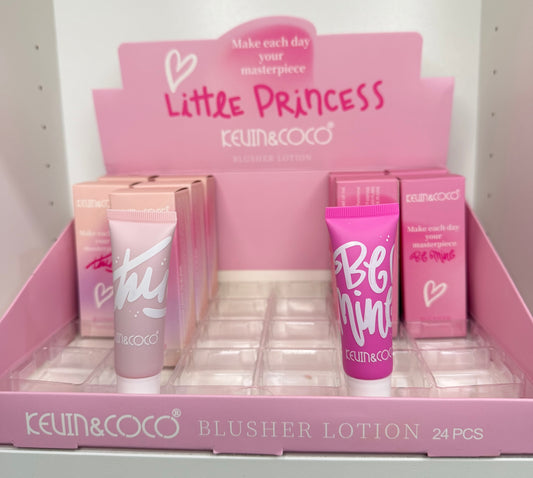 Make each day
your
masterpiece
Little Princess
KEVIN&COCO
BLUSHER LOTION
KEVIN&COCO®
Make each day
your
masterpiece
KEVIN&COCO
KEVIN&COCO®
Make each day
your
masterpiece
Be Mine
BLUSHER
Be
Mine
KEVIN&COCO
KEVIN&COCO® BLUSHER LOTION 24 PCS